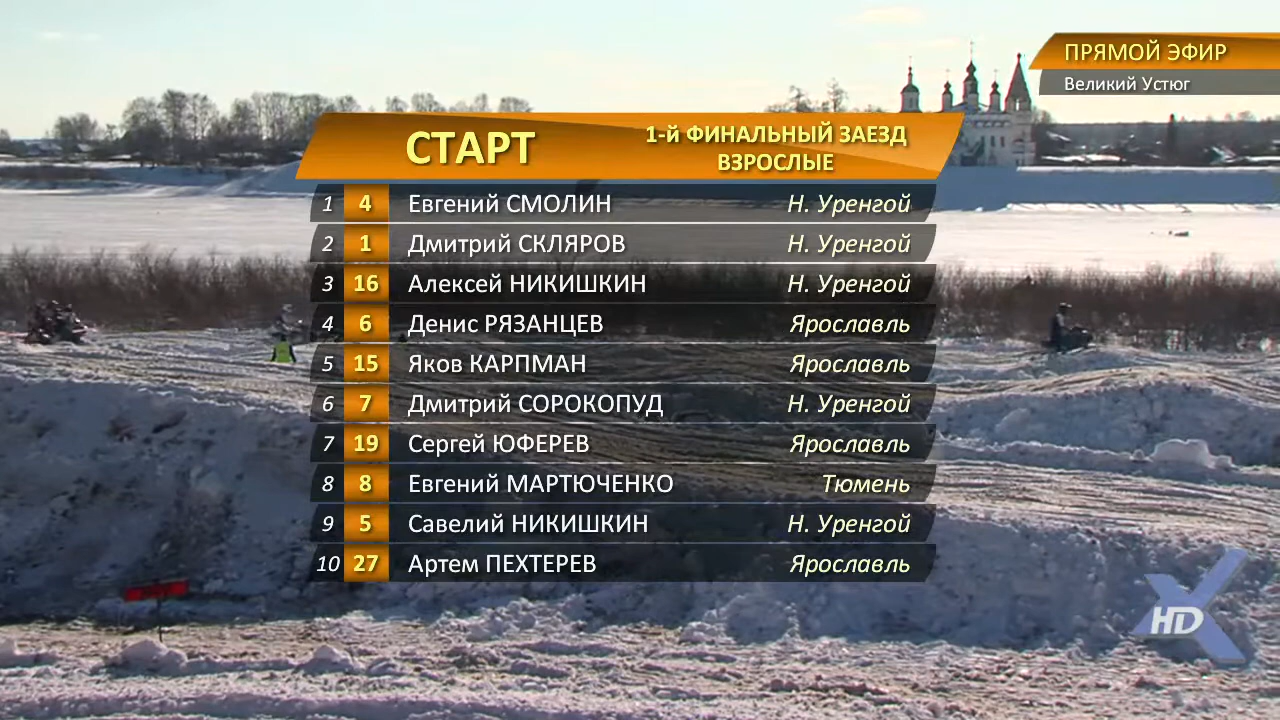 ПРЯМОЙ ЭФИР
Великий Устюг
СТАРТ
1-й ФИНАЛЬНЫЙ ЗАЕЗД
ВЗРОСЛЫЕ
1 4 Евгений СМОЛИН Н. Уренгой
2 1 Дмитрий СКЛЯРОВ Н. Уренгой
3 16 Алексей НИКИШКИН Н. Уренгой
4 6 Денис РЯЗАНЦЕВ Ярославль
5 15 Яков КАРПМАН Ярославль
6 7 Дмитрий СОРОКОПУД Н. Уренгой
7 19 Сергей ЮФЕРЕВ Ярославль
8 8 Евгений МАРТЮЧЕНКО Тюмень
9 5 Савелий НИКИШКИН Н. Уренгой
10 27 Артем ПЕХТЕРЕВ Ярославль
X HD